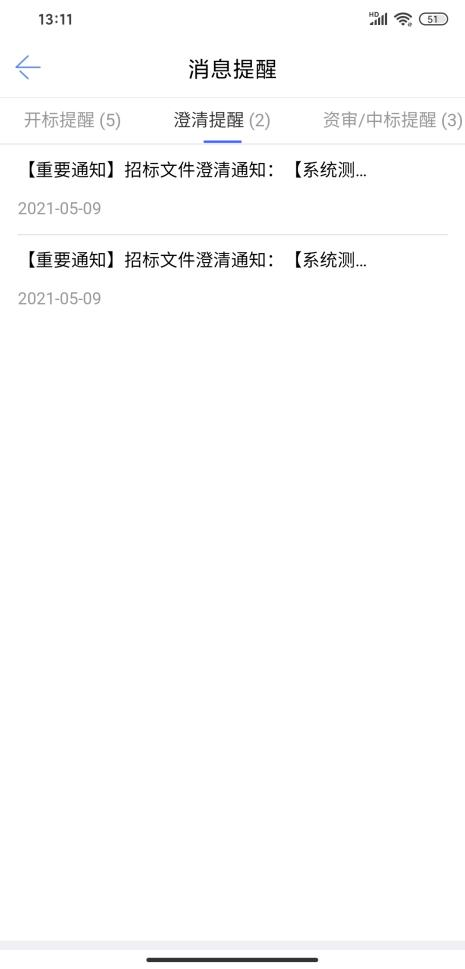 13:11
HD
51
消息提醒
开标提醒 (5)
澄清提醒 (2)
资审/中标提醒 (3)
【重要通知】招标文件澄清通知：【系统测...
2021-05-09
【重要通知】招标文件澄清通知：【系统测...
2021-05-09